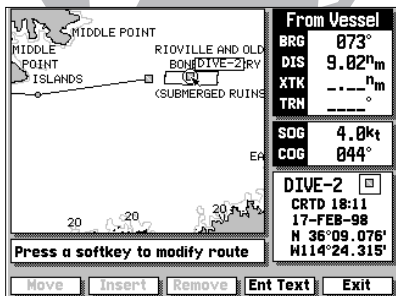 MIDDLE POINT
MIDDLE
POINT
ISLANDS
RIOVILLE AND OLD
BON DIVE-2 RY
(SUBMERGED RUINS
EA
20
20
20
Press a softkey to modify route
From Vessel
BRG 073°
DIS 9.02nm
XTK _.__nm
TRN ___°
SOG 4.0kt
COG 044°
DIVE-2
CRTD 18:11
17-FEB-98
N 36°09.076'
W114°24.315'
Move Insert Remove Ent Text Exit